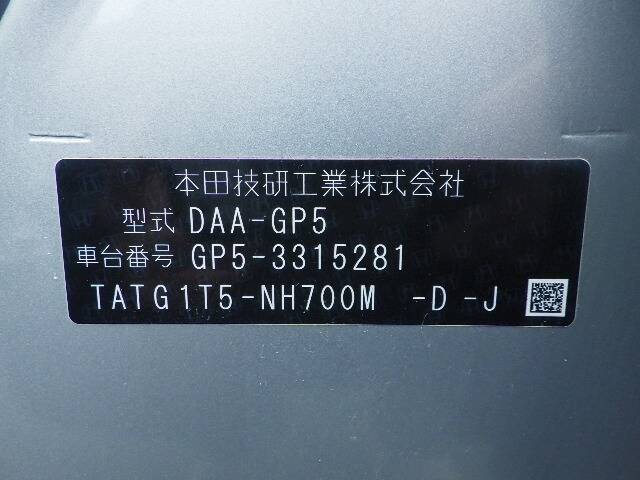 本田技研工業株式会社
型式 DAA-GP5
車台番号 GP5-3315281
TATG1T5-NH700M -D -J